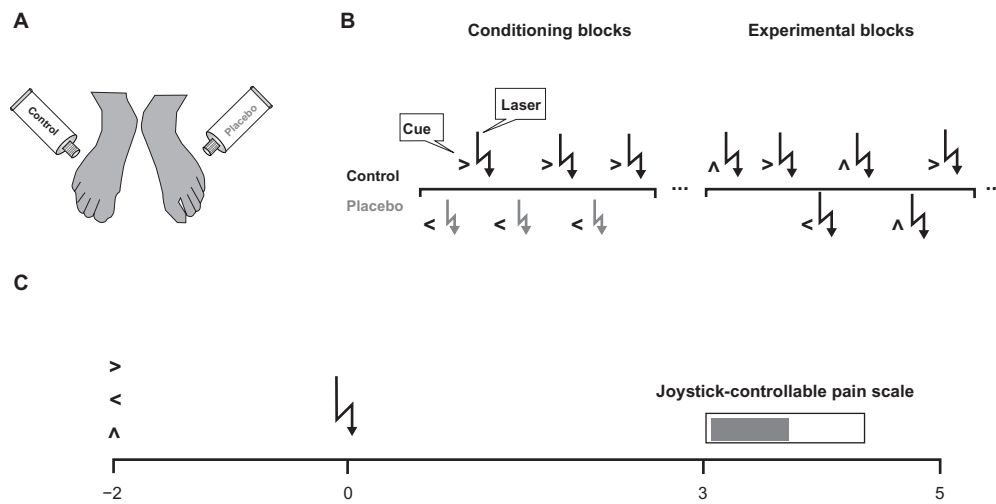 A
Control
Placebo
B
Conditioning blocks
Experimental blocks
Laser
Cue
> > > ^ > ^ >
Control
... ..
Placebo
< < < < ^
C
>
<
^
Joystick-controllable pain scale
−2 0 3 5